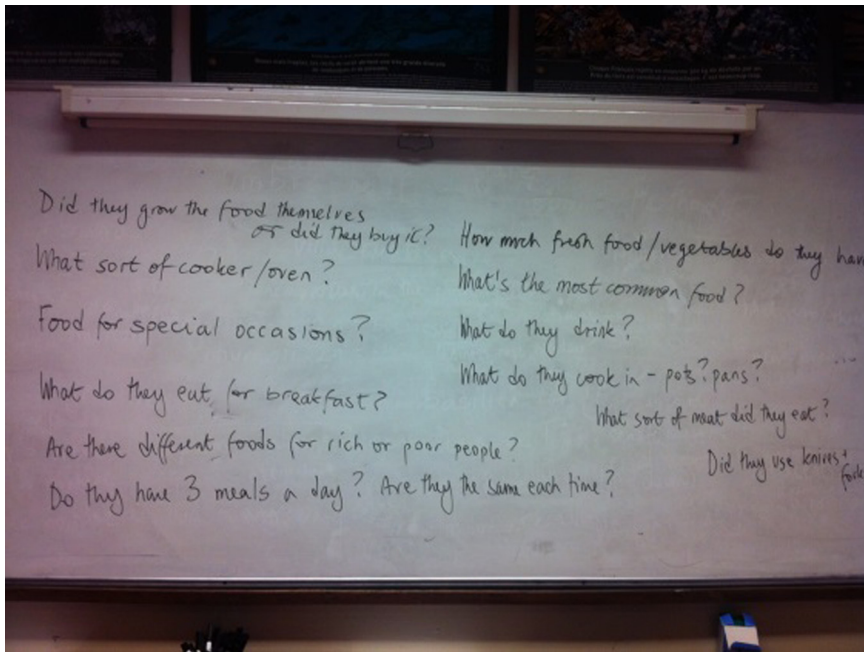 Did they grow the food themselves
or did they buy it?
What sort of cooker/oven?
Food for special occasions?
What do they eat for breakfast?
Are there different foods for rich or poor people?
Do they have 3 meals a day? Are they the same each time?
How much fresh food/vegetables do they hav
What's the most common food?
What do they drink?
What do they cook in - pots? pans?
What sort of meat did they eat?
Did they use knives +
fork